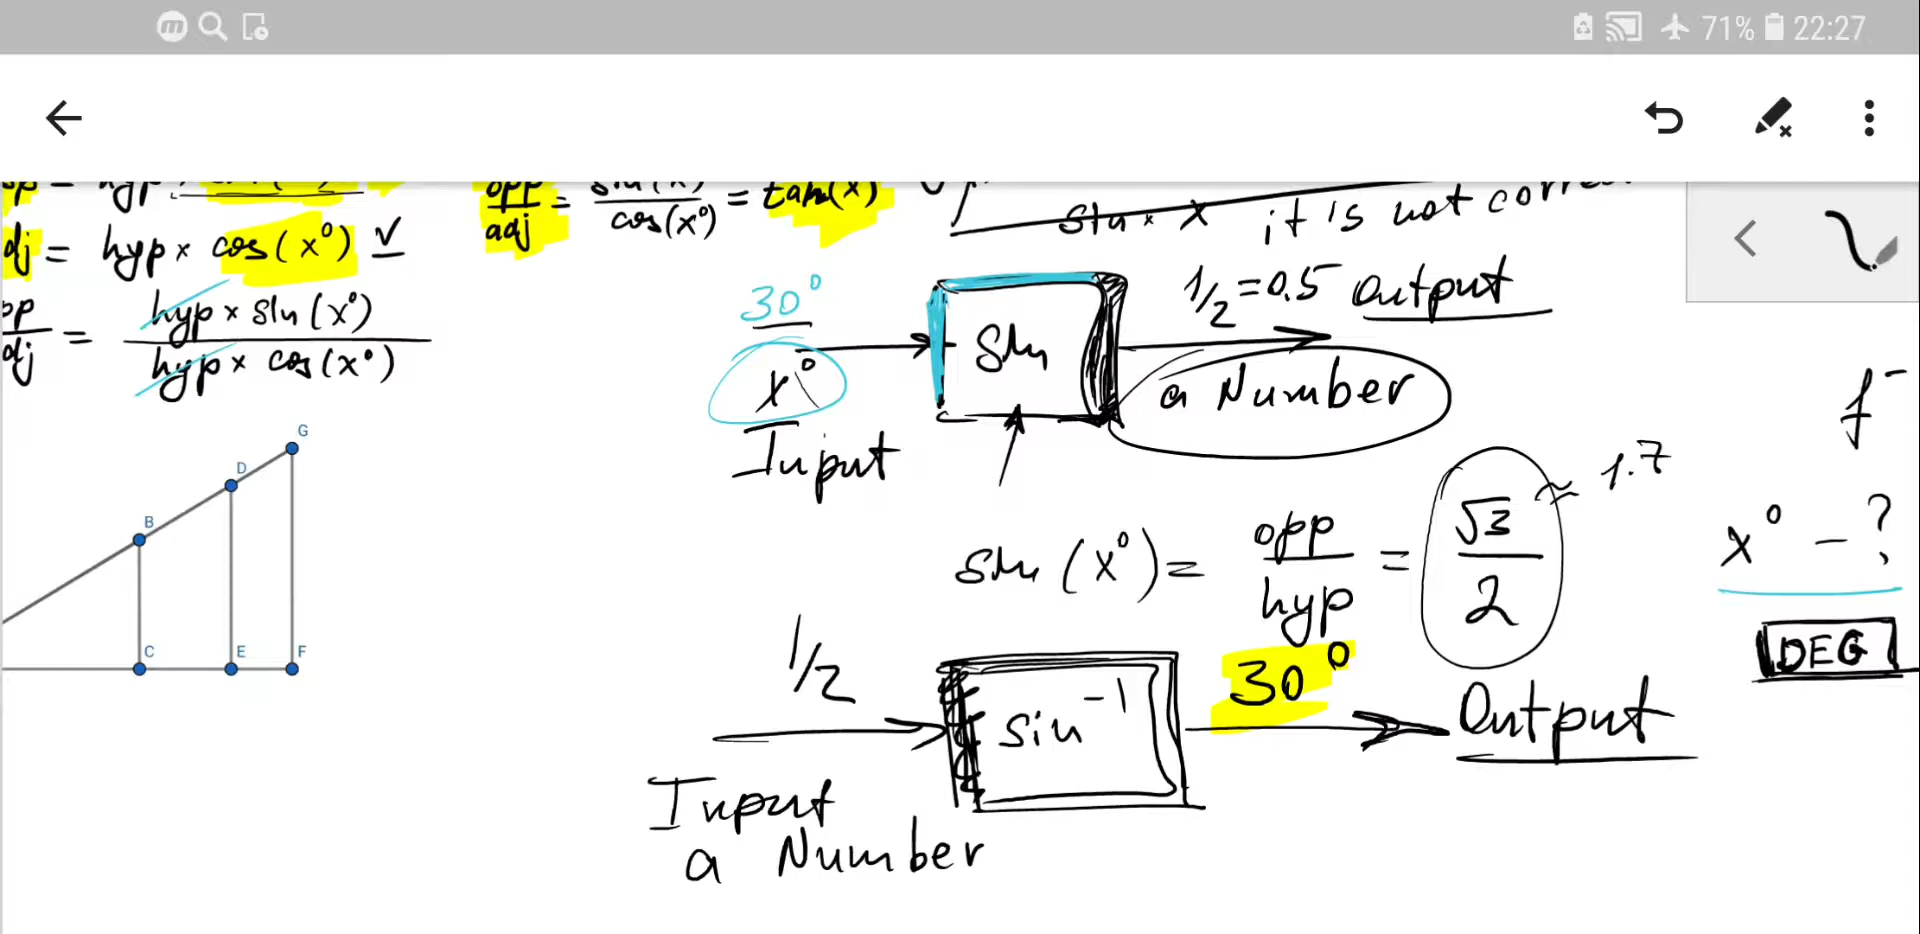 71% 22:27
opp/adj = sin(x)/cos(x°) = tan(x)
sin × x it's not
adj = hyp × cos(x°)
opp/adj = hyp × sin(x°)/hyp × cos(x°)
30°
x°
Input
sin
1/2 = 0.5 Output
a Number
f⁻
sin(x°) = opp/hyp = √3/2 ≈ 1.7
x° - ?
DEG
1/2
sin⁻¹
30°
Output
Input
a Number
G
D
B
C E F